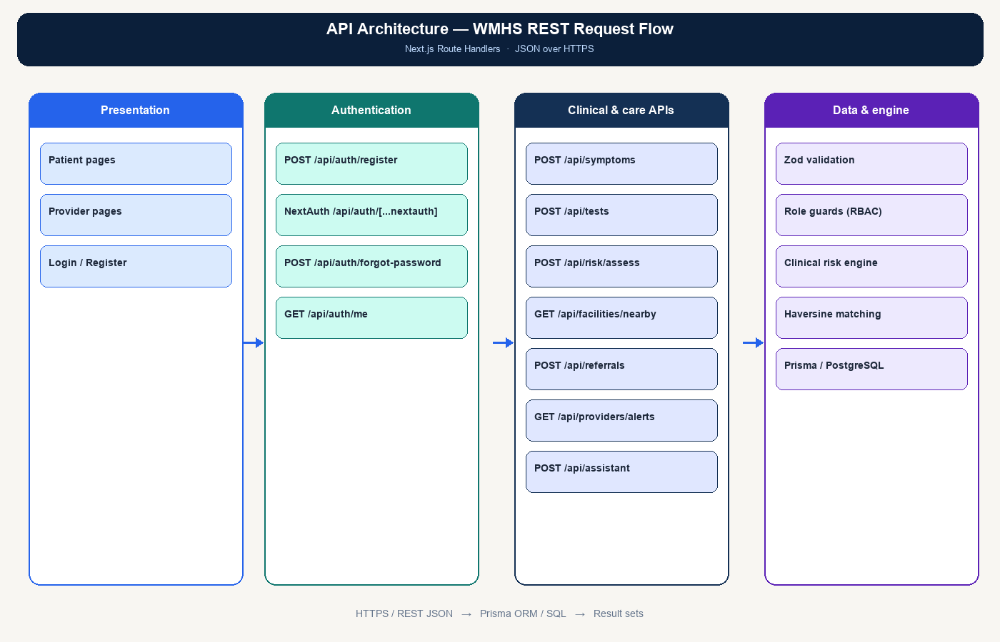 API Architecture — WMHS REST Request Flow
Next.js Route Handlers · JSON over HTTPS
Presentation
Patient pages
Provider pages
Login / Register
Authentication
POST /api/auth/register
NextAuth /api/auth/[...nextauth]
POST /api/auth/forgot-password
GET /api/auth/me
Clinical & care APIs
POST /api/symptoms
POST /api/tests
POST /api/risk/assess
GET /api/facilities/nearby
POST /api/referrals
GET /api/providers/alerts
POST /api/assistant
Data & engine
Zod validation
Role guards (RBAC)
Clinical risk engine
Haversine matching
Prisma / PostgreSQL
HTTPS / REST JSON → Prisma ORM / SQL → Result sets